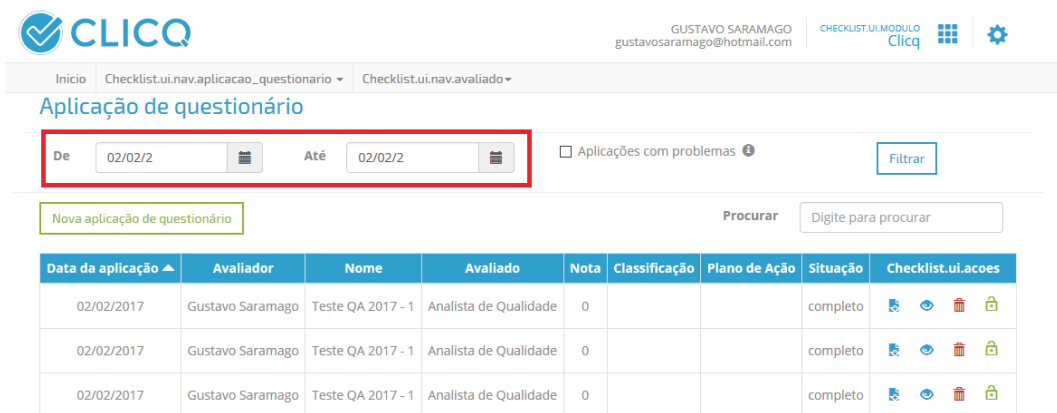 CLICQ
GUSTAVO SARAMAGO
gustavosaramago@hotmail.com
CHECKLIST.UI.MODULO
Clicq
Inicio Checklist.ui.nav.aplicacao_questionario Checklist.ui.nav.avaliado
Aplicação de questionário
De 02/02/2 Até 02/02/2 Aplicações com problemas Filtrar
Nova aplicação de questionário Procurar Digite para procurar
Data da aplicação Avaliador Nome Avaliado Nota Classificação Plano de Ação Situação Checklist.ui.acoes
02/02/2017 Gustavo Saramago Teste QA 2017 - 1 Analista de Qualidade 0 completo
02/02/2017 Gustavo Saramago Teste QA 2017 - 1 Analista de Qualidade 0 completo
02/02/2017 Gustavo Saramago Teste QA 2017 - 1 Analista de Qualidade 0 completo